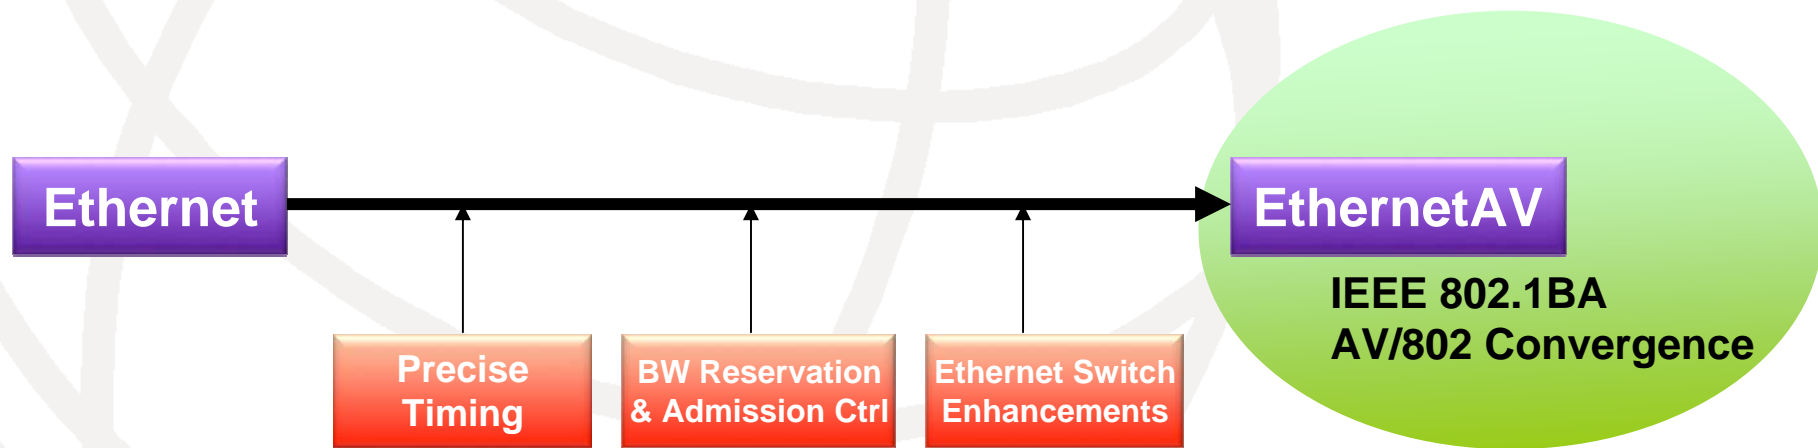 Ethernet
EthernetAV
IEEE 802.1BA
AV/802 Convergence
Precise
Timing
BW Reservation
& Admission Ctrl
Ethernet Switch
Enhancements